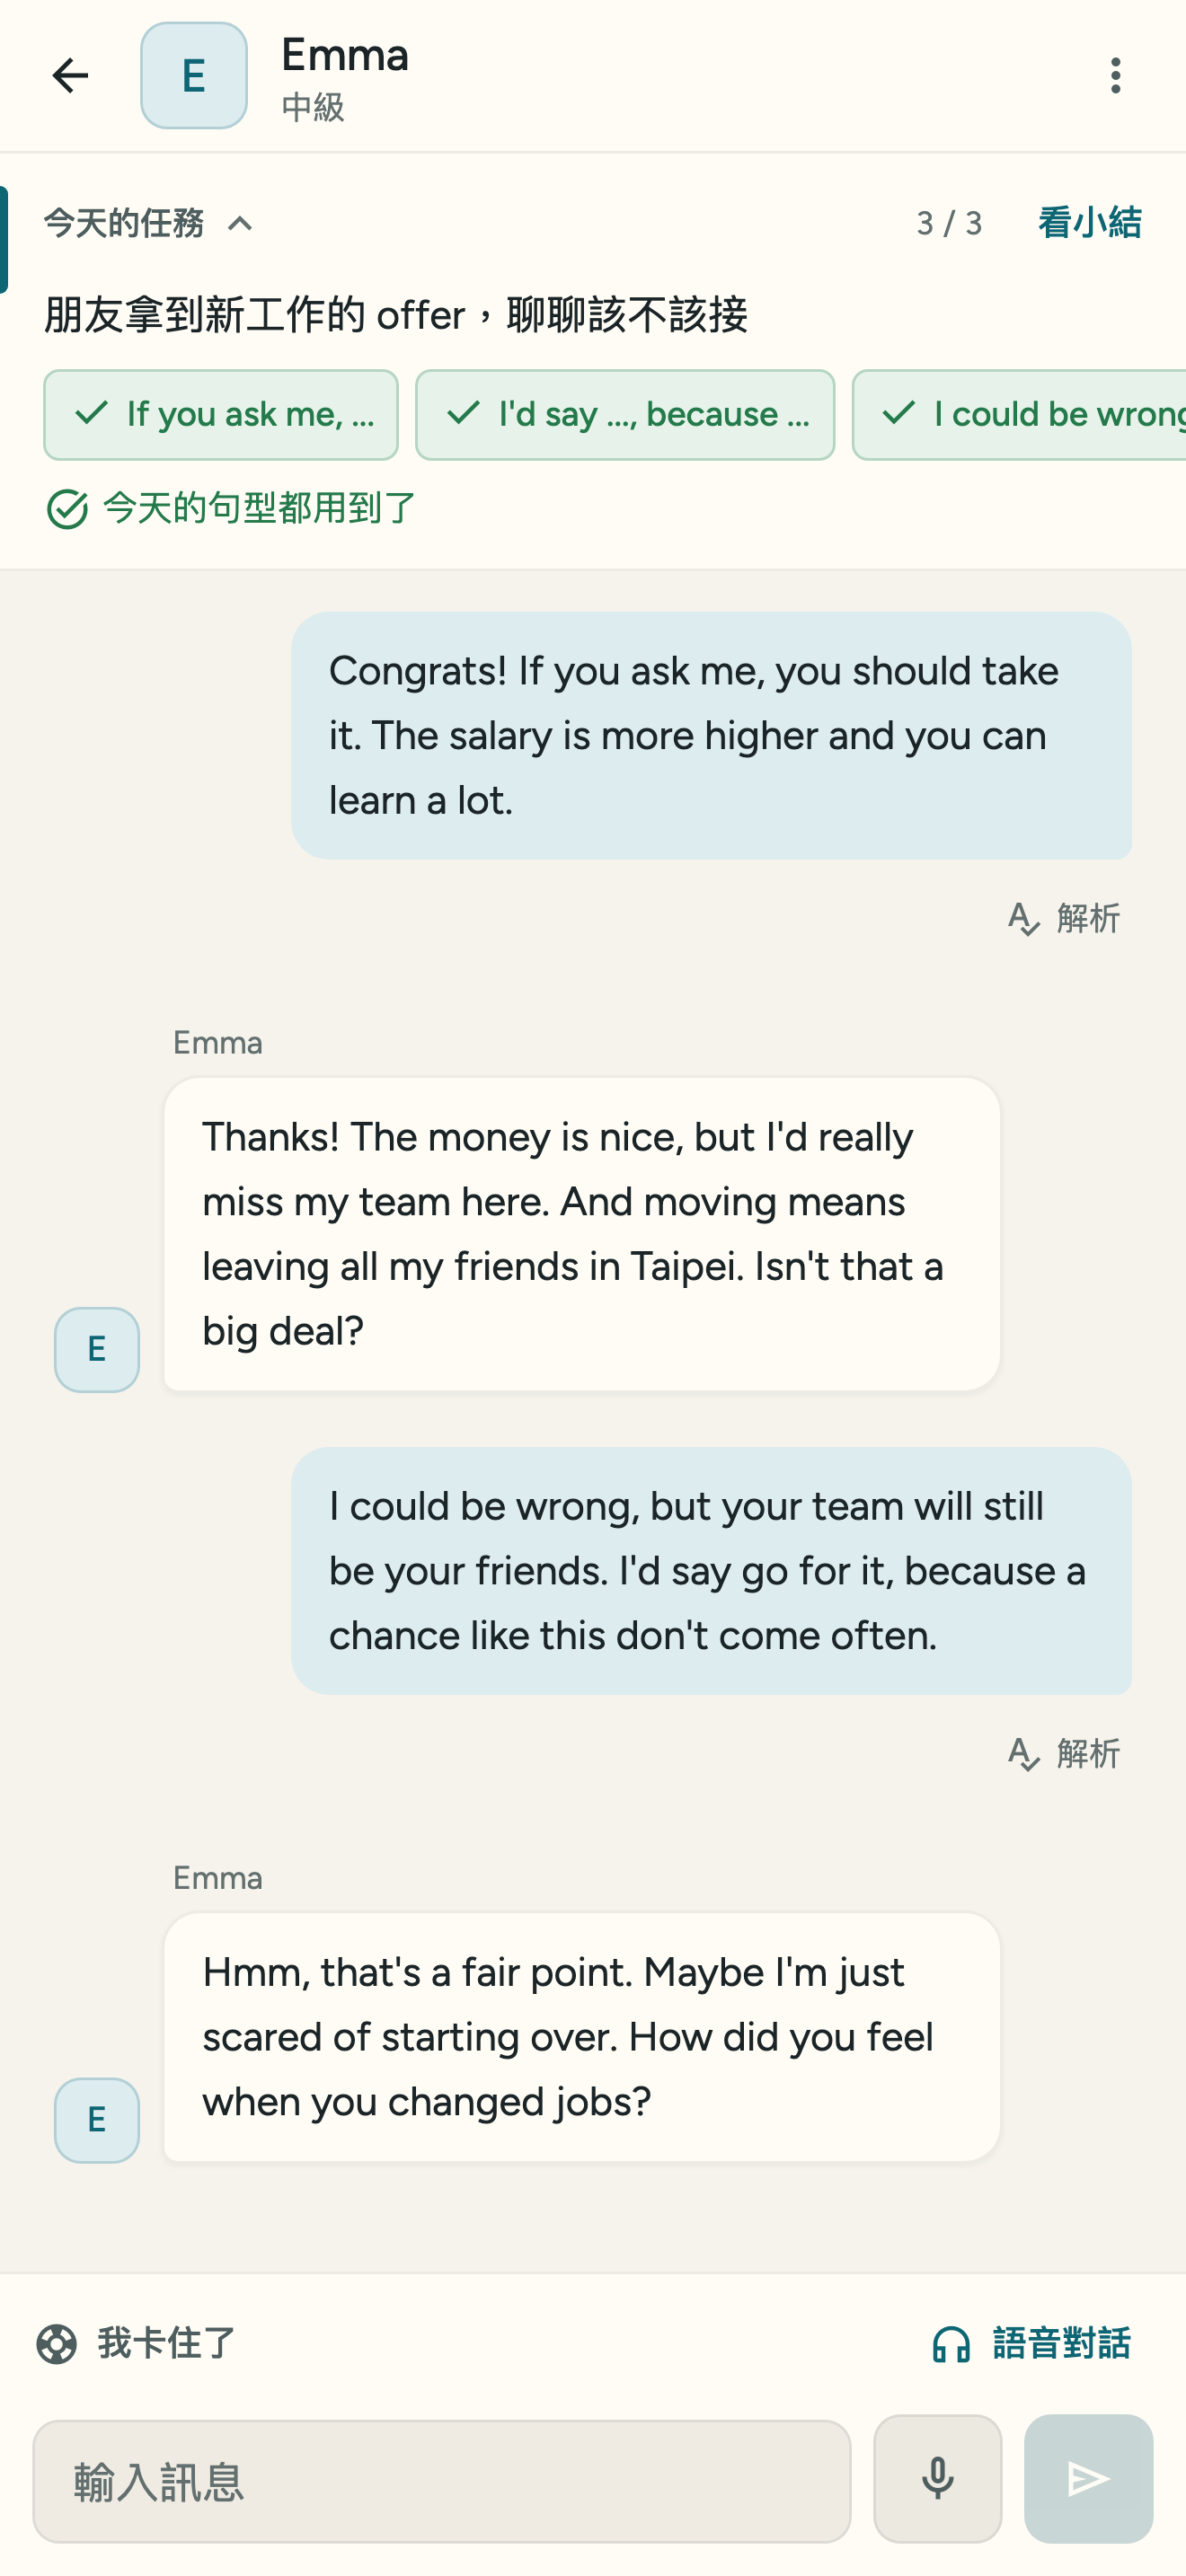 E
Emma
中級
今天的任務
3 / 3
看小結
朋友拿到新工作的 offer，聊聊該不該接
If you ask me, ...
I'd say ..., because ...
I could be wrong
今天的句型都用到了
Congrats! If you ask me, you should take
it. The salary is more higher and you can
learn a lot.
解析
Emma
Thanks! The money is nice, but I'd really
miss my team here. And moving means
leaving all my friends in Taipei. Isn't that a
big deal?
E
I could be wrong, but your team will still
be your friends. I'd say go for it, because a
chance like this don't come often.
解析
Emma
Hmm, that's a fair point. Maybe I'm just
scared of starting over. How did you feel
when you changed jobs?
E
我卡住了
語音對話
輸入訊息